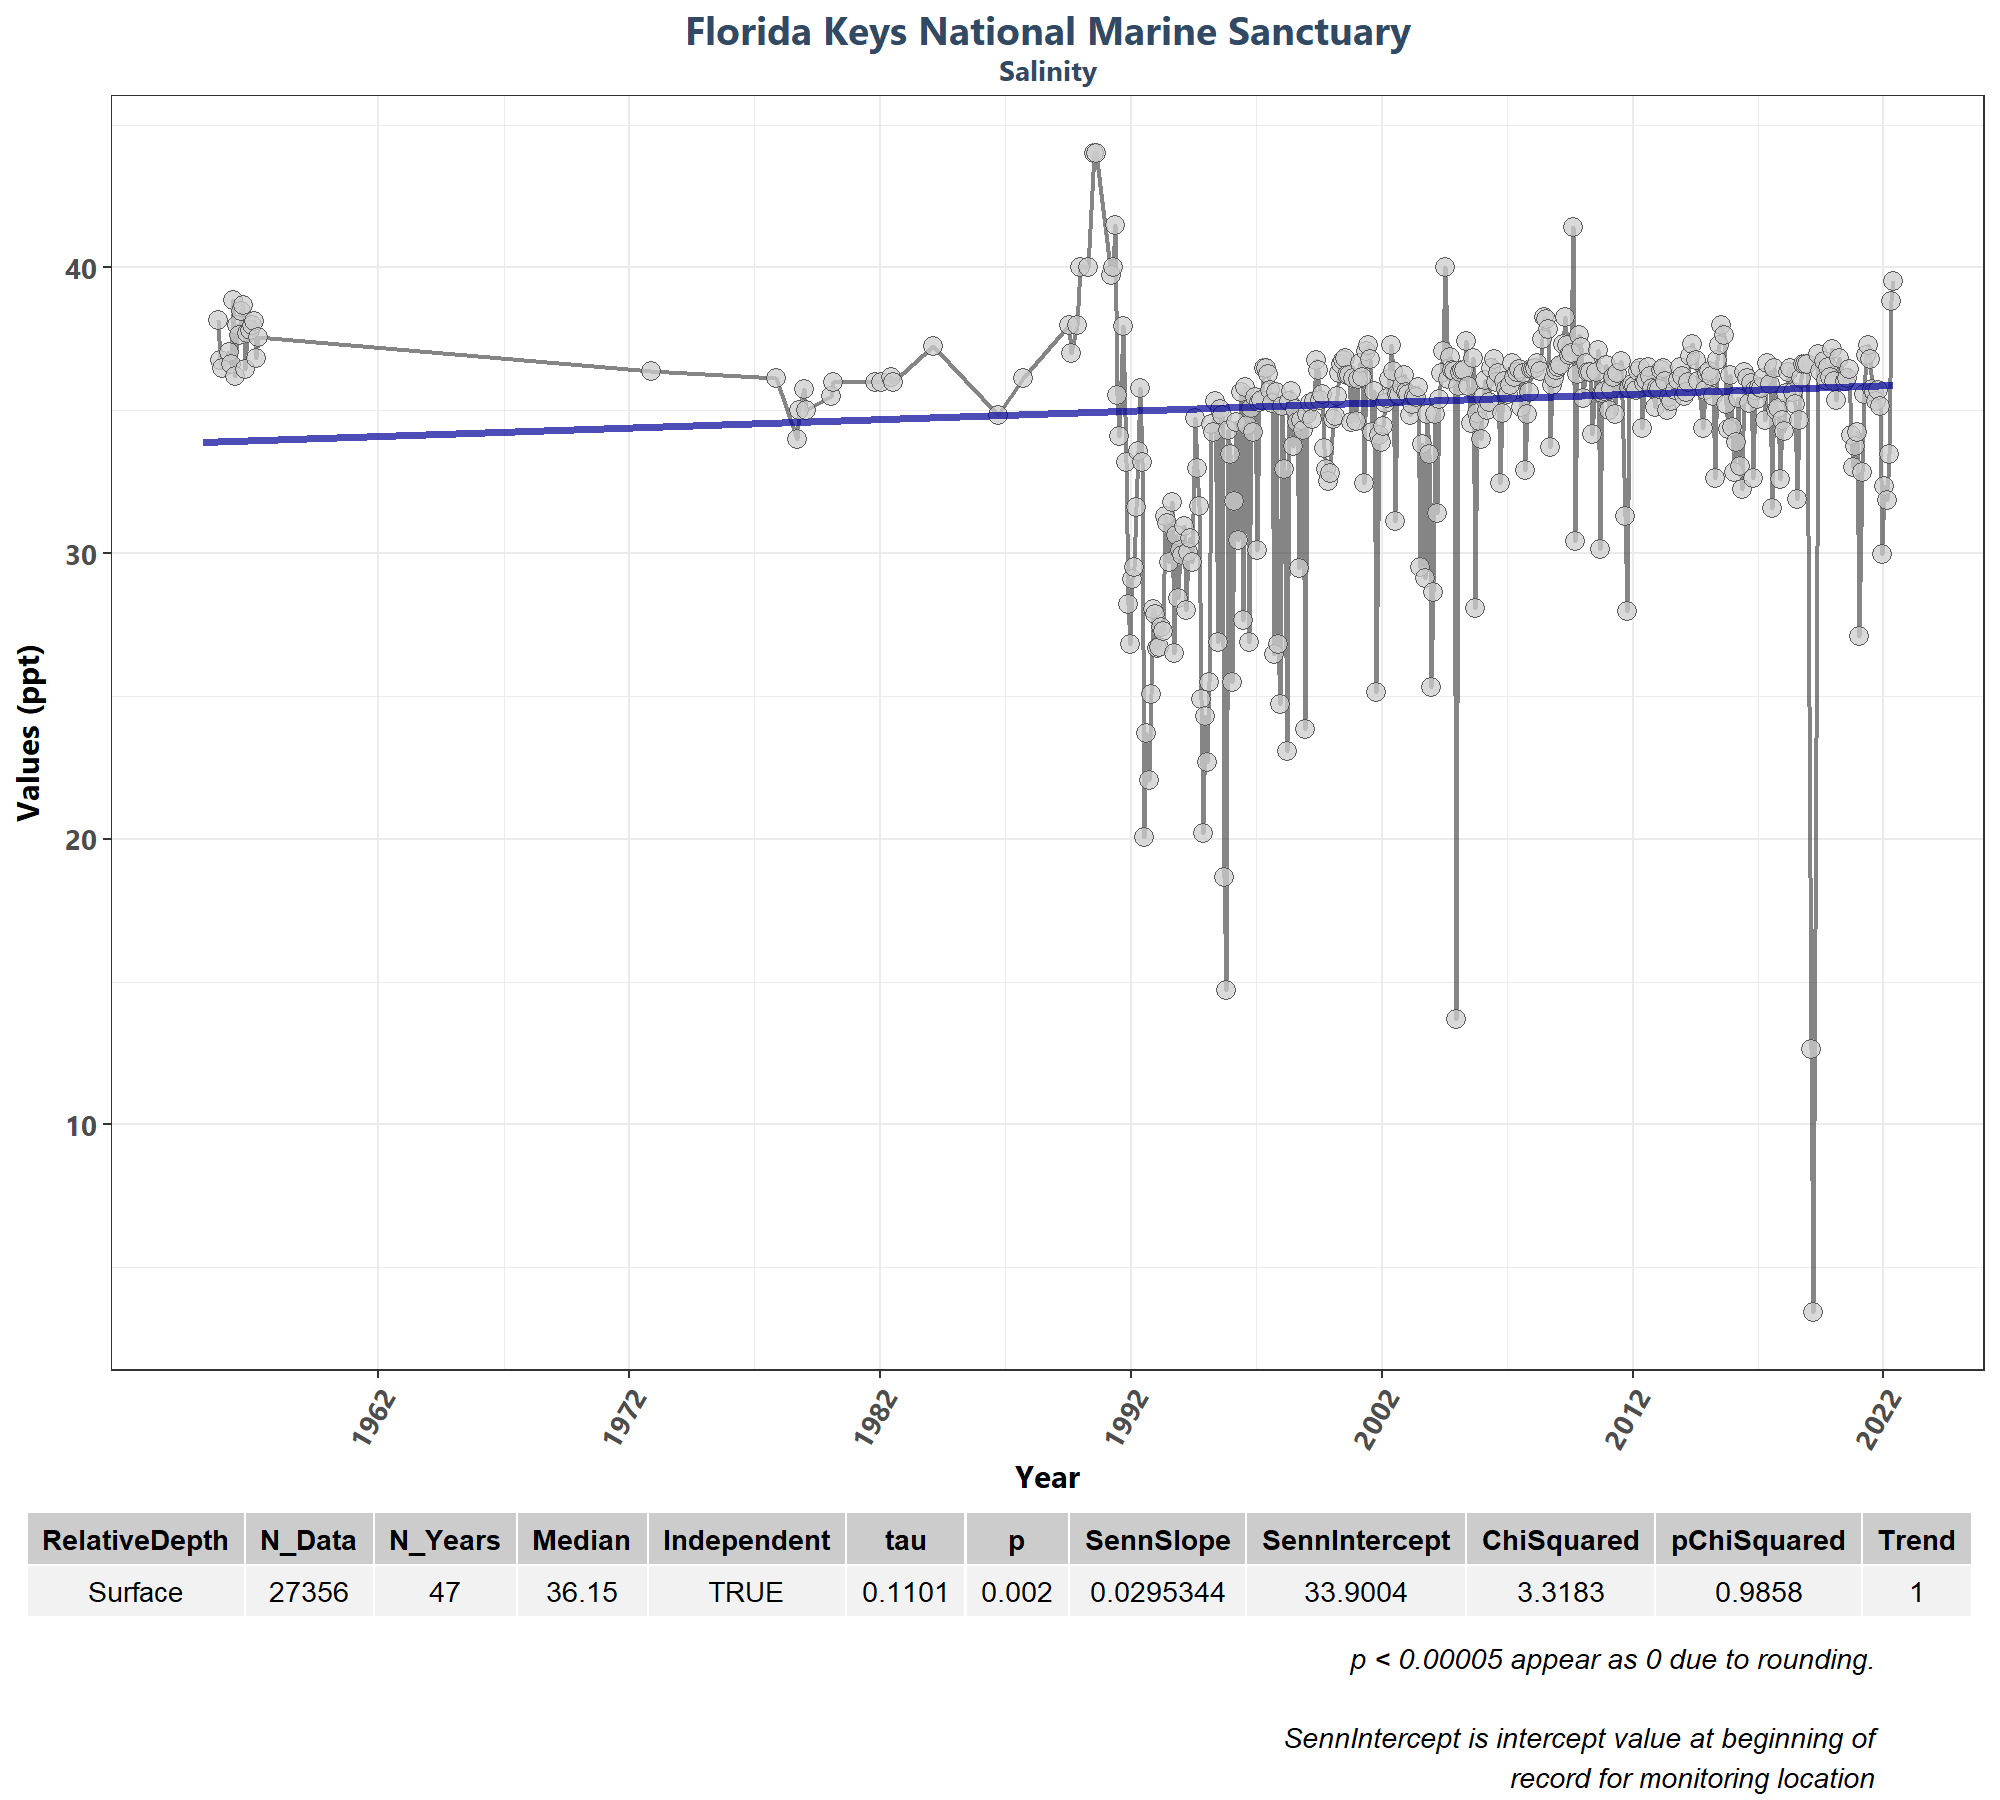 Florida Keys National Marine Sanctuary
Salinity
Values (ppt)
40
30
20
10
1962
1972
1982
1992
2002
2012
2022
Year
RelativeDepth N_Data N_Years Median Independent tau p SennSlope SennIntercept ChiSquared pChiSquared Trend
Surface 27356 47 36.15 TRUE 0.1101 0.002 0.0295344 33.9004 3.3183 0.9858 1
p < 0.00005 appear as 0 due to rounding.
SennIntercept is intercept value at beginning of
record for monitoring location